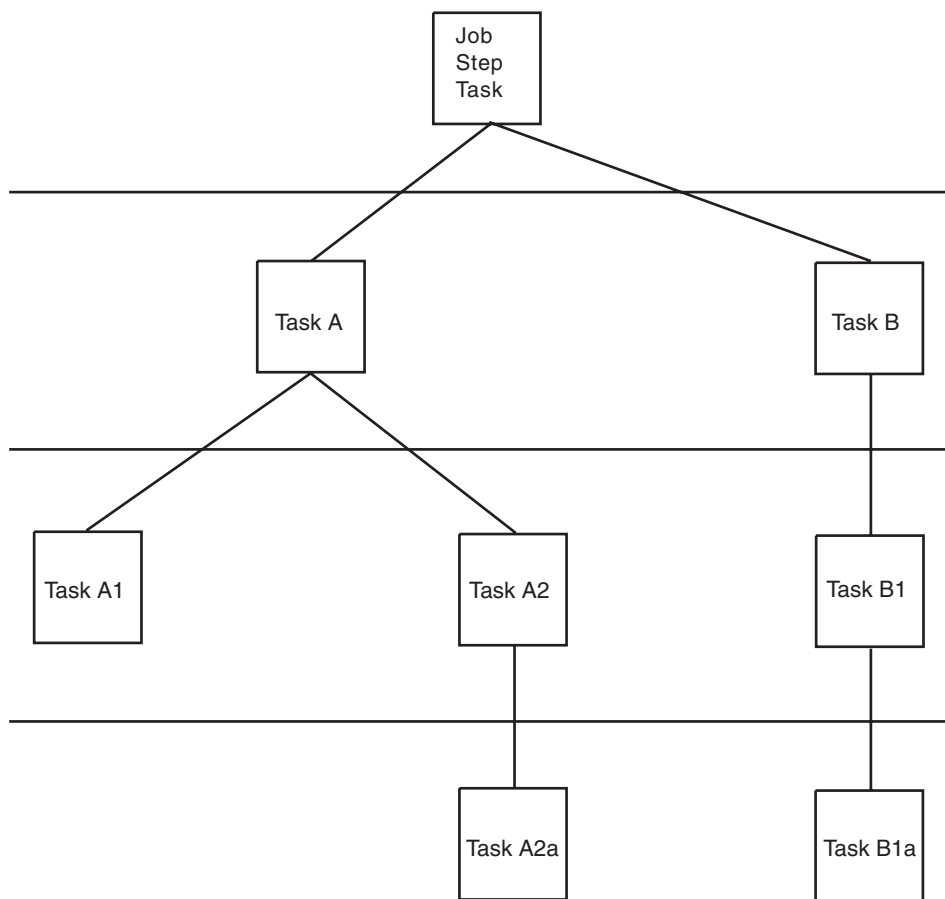 Job
Step
Task
Task A
Task B
Task A1
Task A2
Task B1
Task A2a
Task B1a